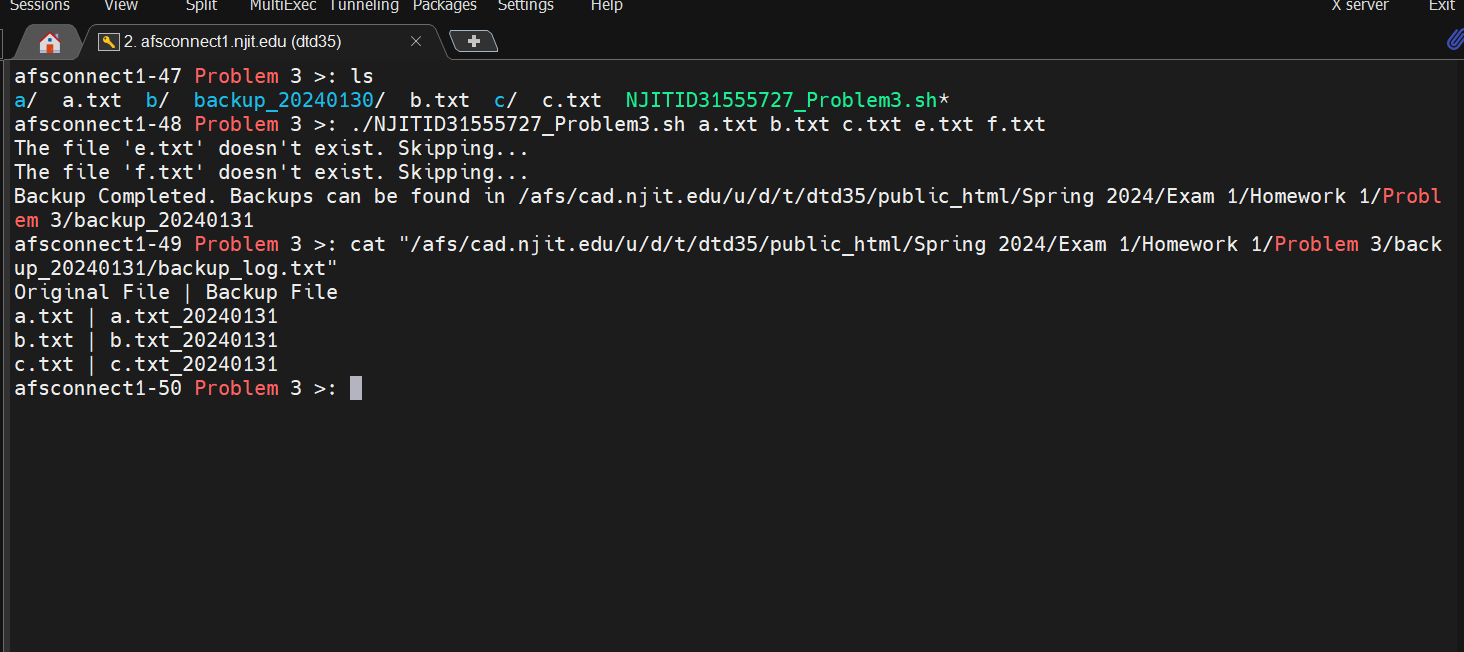 Sessions View Split MultiExec Tunneling Packages Settings Help X server Exit
2. afsconnect1.njit.edu (dtd35)
afsconnect1-47 Problem 3 >: ls
a/  a.txt  b/  backup_20240130/  b.txt  c/  c.txt  NJITID31555727_Problem3.sh*
afsconnect1-48 Problem 3 >: ./NJITID31555727_Problem3.sh a.txt b.txt c.txt e.txt f.txt
The file 'e.txt' doesn't exist. Skipping...
The file 'f.txt' doesn't exist. Skipping...
Backup Completed. Backups can be found in /afs/cad.njit.edu/u/d/t/dtd35/public_html/Spring 2024/Exam 1/Homework 1/Probl
em 3/backup_20240131
afsconnect1-49 Problem 3 >: cat "/afs/cad.njit.edu/u/d/t/dtd35/public_html/Spring 2024/Exam 1/Homework 1/Problem 3/back
up_20240131/backup_log.txt"
Original File | Backup File
a.txt | a.txt_20240131
b.txt | b.txt_20240131
c.txt | c.txt_20240131
afsconnect1-50 Problem 3 >: